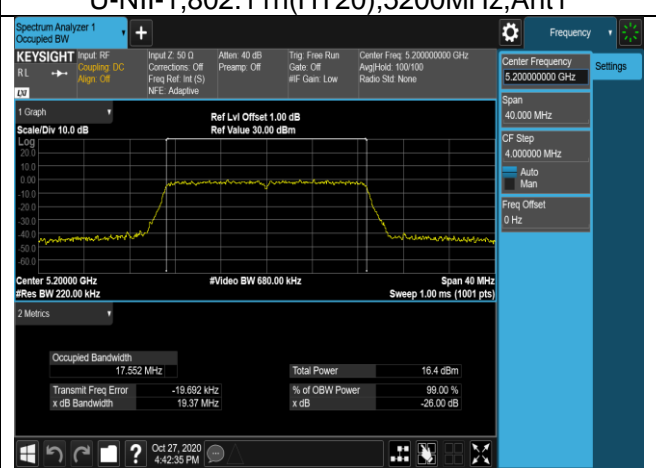 U-NII-1,802.11n(HT20),5200MHz,Ant1
Spectrum Analyzer 1
Occupied BW
Frequency
KEYSIGHT
RL
LXI
Input: RF
Coupling: DC
Align: Off
Input Z: 50 Ω
Corrections: Off
Freq Ref: Int (S)
NFE: Adaptive
Atten: 40 dB
Preamp: Off
Trig: Free Run
Gate: Off
#IF Gain: Low
Center Freq: 5.200000000 GHz
Avg|Hold: 100/100
Radio Std: None
Center Frequency
5.200000000 GHz
Settings
Span
40.000 MHz
CF Step
4.000000 MHz
Auto
Man
Freq Offset
0 Hz
1 Graph
Scale/Div 10.0 dB
Ref Lvl Offset 1.00 dB
Ref Value 30.00 dBm
Log
20.0
10.0
0.00
-10.0
-20.0
-30.0
-40.0
-50.0
-60.0
Center 5.20000 GHz
#Res BW 220.00 kHz
#Video BW 680.00 kHz
Span 40 MHz
Sweep 1.00 ms (1001 pts)
2 Metrics
Occupied Bandwidth
17.552 MHz
Total Power 16.4 dBm
Transmit Freq Error -19.692 kHz
% of OBW Power 99.00 %
x dB Bandwidth 19.37 MHz
x dB -26.00 dB
?
Oct 27, 2020
4:42:35 PM